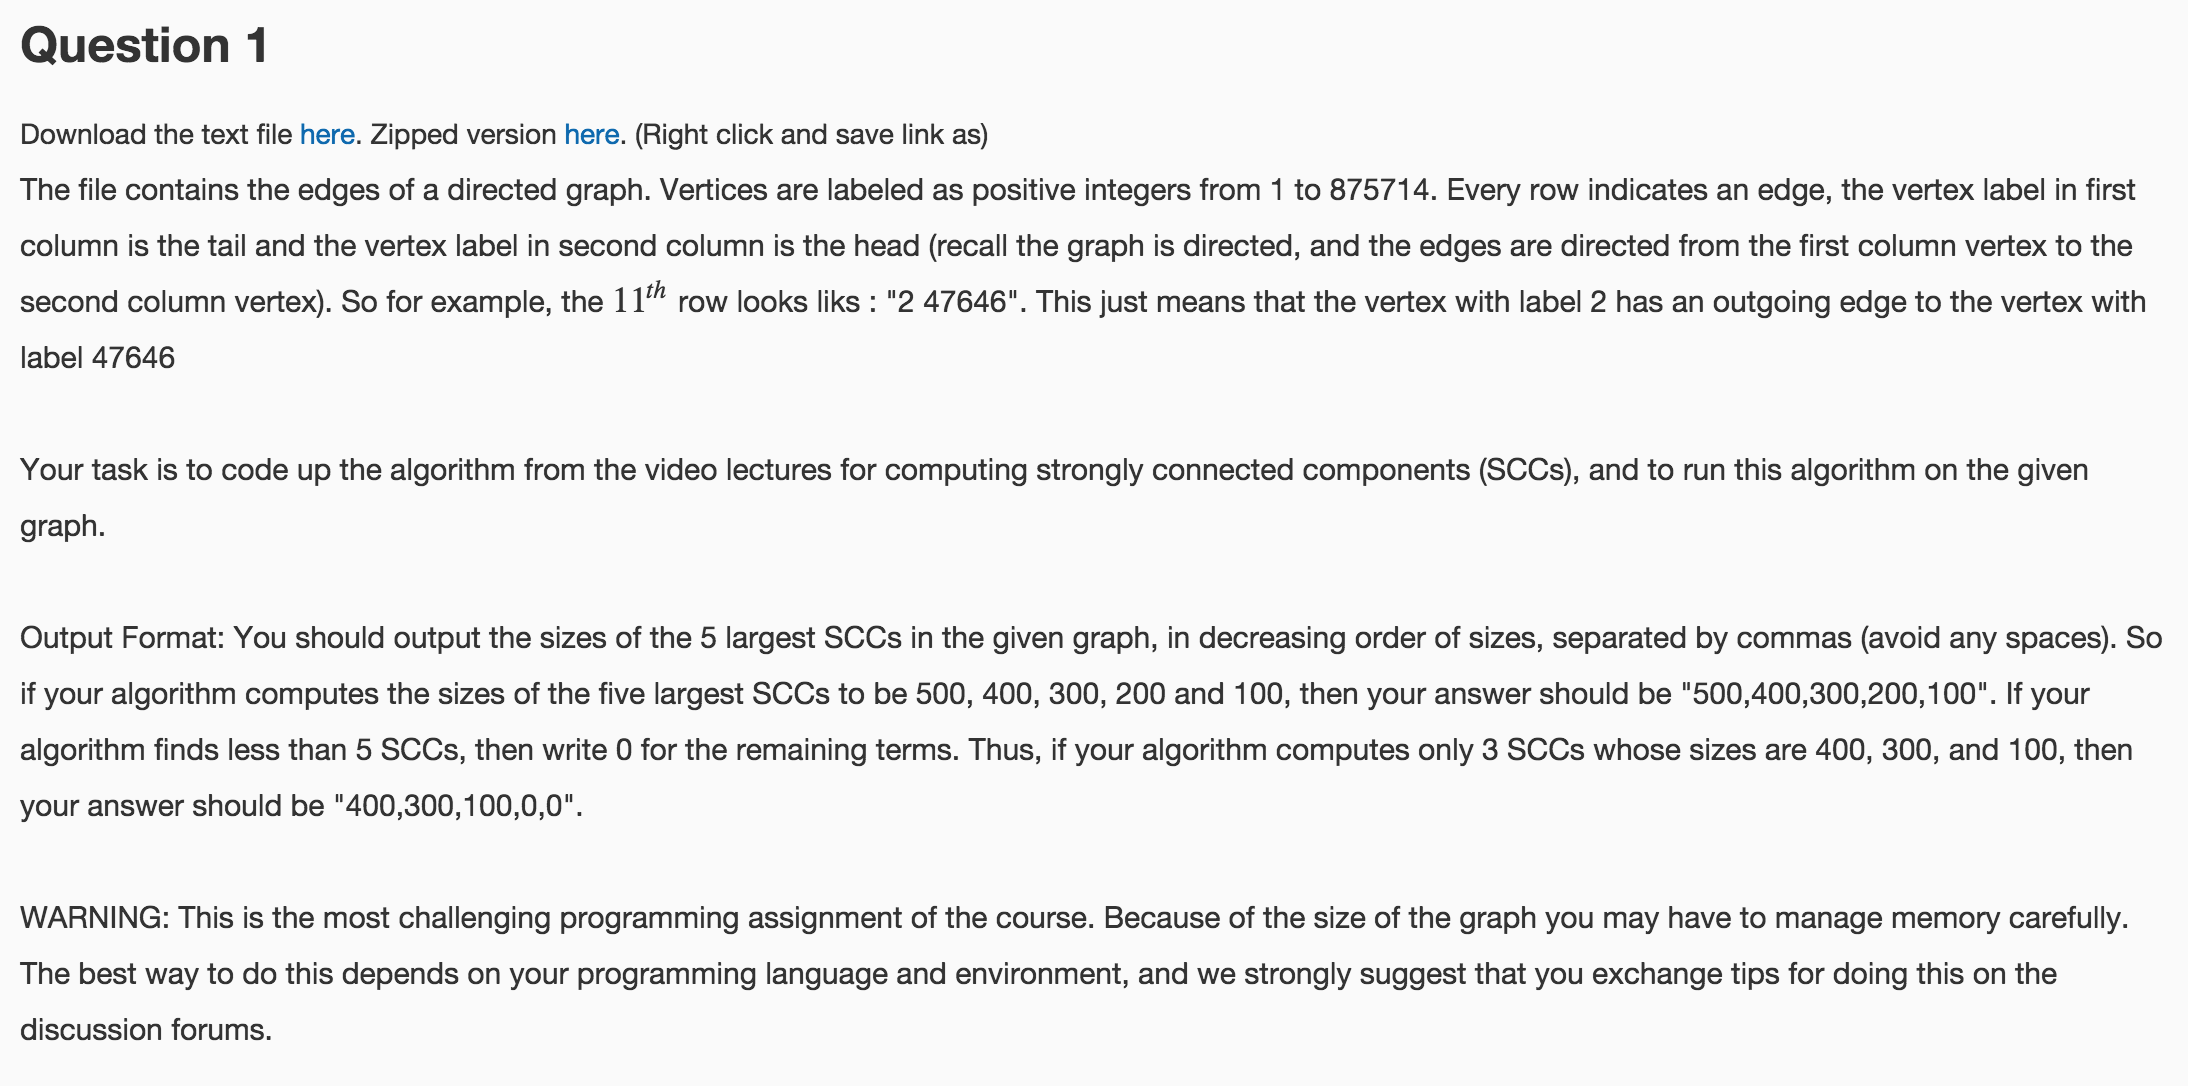 Question 1
Download the text file here. Zipped version here. (Right click and save link as)
The file contains the edges of a directed graph. Vertices are labeled as positive integers from 1 to 875714. Every row indicates an edge, the vertex label in first
column is the tail and the vertex label in second column is the head (recall the graph is directed, and the edges are directed from the first column vertex to the
second column vertex). So for example, the 11th row looks liks : "2 47646". This just means that the vertex with label 2 has an outgoing edge to the vertex with
label 47646
Your task is to code up the algorithm from the video lectures for computing strongly connected components (SCCs), and to run this algorithm on the given
graph.
Output Format: You should output the sizes of the 5 largest SCCs in the given graph, in decreasing order of sizes, separated by commas (avoid any spaces). So
if your algorithm computes the sizes of the five largest SCCs to be 500, 400, 300, 200 and 100, then your answer should be "500,400,300,200,100". If your
algorithm finds less than 5 SCCs, then write 0 for the remaining terms. Thus, if your algorithm computes only 3 SCCs whose sizes are 400, 300, and 100, then
your answer should be "400,300,100,0,0".
WARNING: This is the most challenging programming assignment of the course. Because of the size of the graph you may have to manage memory carefully.
The best way to do this depends on your programming language and environment, and we strongly suggest that you exchange tips for doing this on the
discussion forums.